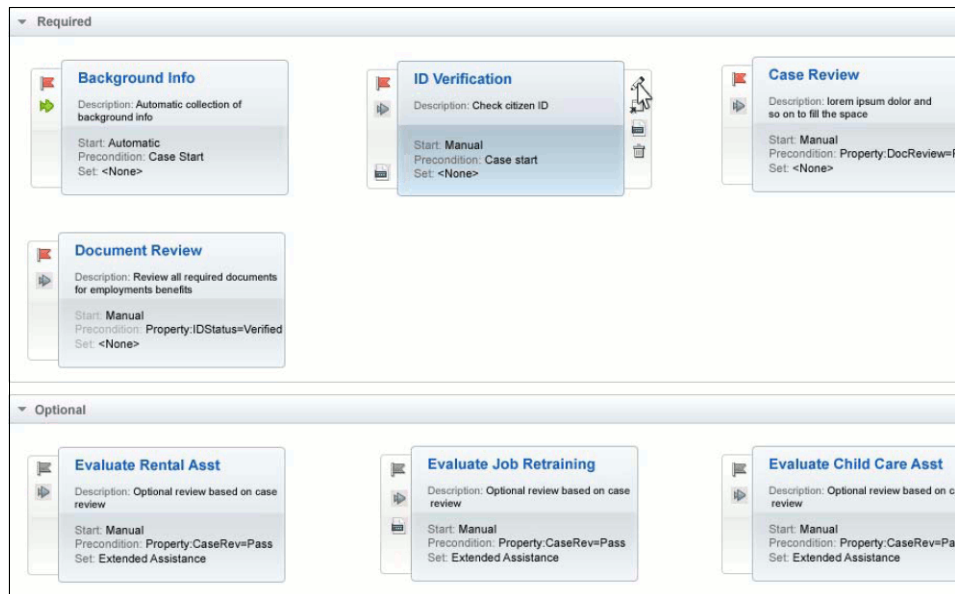 Required
Background Info
Description: Automatic collection of
background info
Start: Automatic
Precondition: Case Start
Set: <None>
ID Verification
Description: Check citizen ID
Start: Manual
Precondition: Case start
Set: <None>
Case Review
Description: lorem ipsum dolor and
so on to fill the space
Start: Manual
Precondition: Property:DocReview=
Set: <None>
Document Review
Description: Review all required documents
for employments benefits
Start: Manual
Precondition: Property:IDStatus=Verified
Set: <None>
Optional
Evaluate Rental Asst
Description: Optional review based on case
review
Start: Manual
Precondition: Property:CaseRev=Pass
Set: Extended Assistance
Evaluate Job Retraining
Description: Optional review based on case
review
Start: Manual
Precondition: Property:CaseRev=Pass
Set: Extended Assistance
Evaluate Child Care Asst
Description: Optional review based on
review
Start: Manual
Precondition: Property:CaseRev=Pa
Set: Extended Assistance